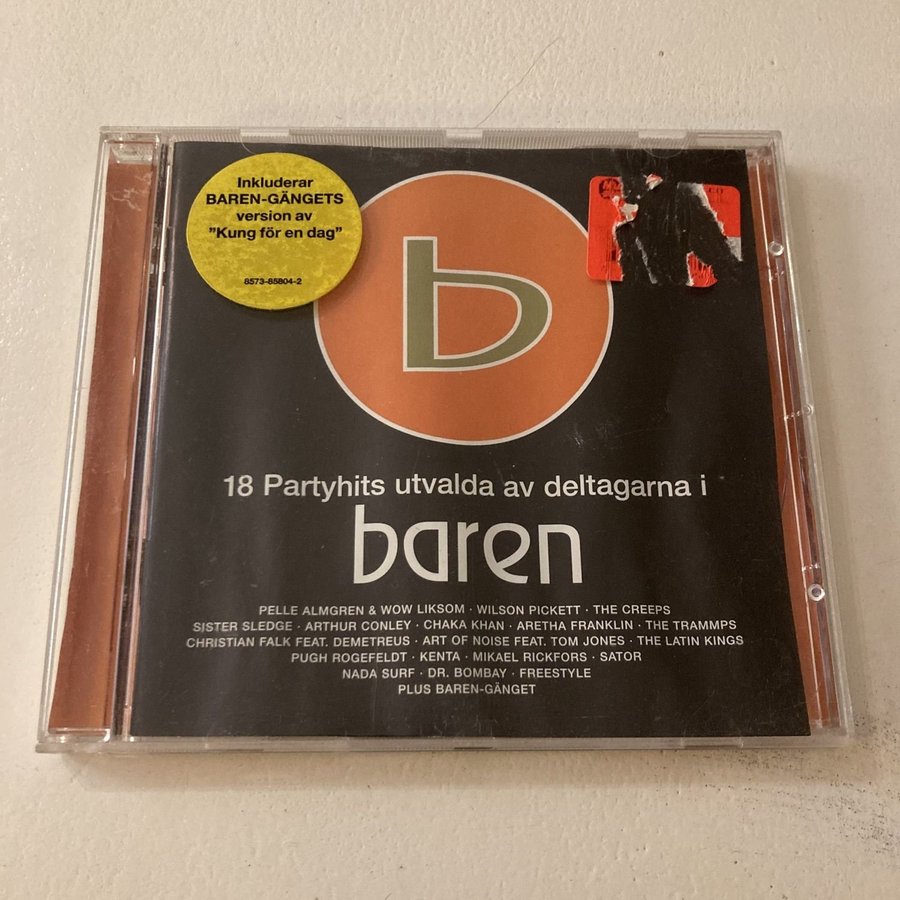 Inkluderar
BAREN-GÄNGETS
version av
”Kung för en dag”
8573-85804-2
b
18 Partyhits utvalda av deltagarna i
baren
PELLE ALMGREN & WOW LIKSOM · WILSON PICKETT · THE CREEPS
SISTER SLEDGE · ARTHUR CONLEY · CHAKA KHAN · ARETHA FRANKLIN · THE TRAMMPS
CHRISTIAN FALK FEAT. DEMETREUS · ART OF NOISE FEAT. TOM JONES · THE LATIN KINGS
PUGH ROGEFELDT · KENTA · MIKAEL RICKFORS · SATOR
NADA SURF · DR. BOMBAY · FREESTYLE
PLUS BAREN-GÄNGET